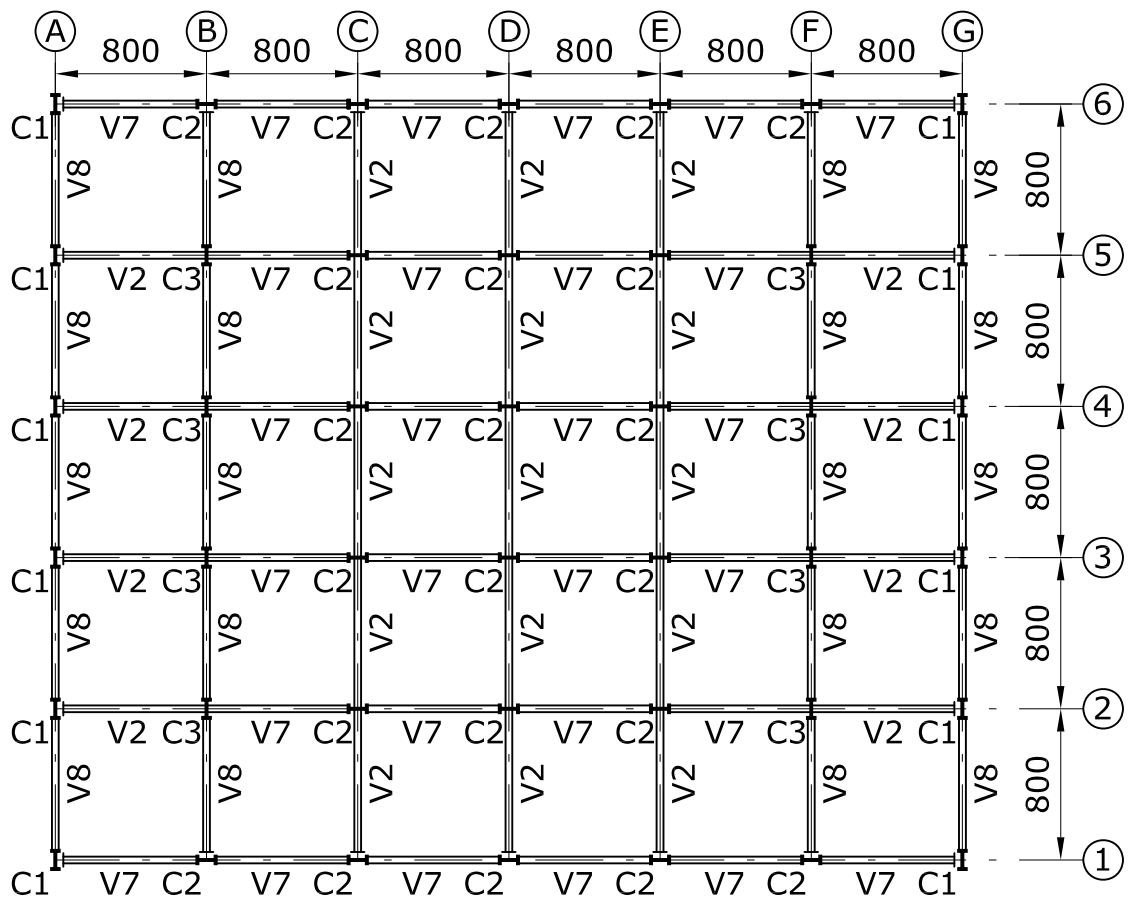 A B C D E F G
800 800 800 800 800 800
6
C1 V7 C2 V7 C2 V7 C2 V7 C2 V7 C2 V7 C1
V8 V8 V2 V2 V2 V8 V8 800
5
C1 V2 C3 V7 C2 V7 C2 V7 C2 V7 C3 V2 C1
V8 V8 V2 V2 V2 V8 V8 800
4
C1 V2 C3 V7 C2 V7 C2 V7 C2 V7 C3 V2 C1
V8 V8 V2 V2 V2 V8 V8 800
3
C1 V2 C3 V7 C2 V7 C2 V7 C2 V7 C3 V2 C1
V8 V8 V2 V2 V2 V8 V8 800
2
C1 V2 C3 V7 C2 V7 C2 V7 C2 V7 C3 V2 C1
V8 V8 V2 V2 V2 V8 V8 800
1
C1 V7 C2 V7 C2 V7 C2 V7 C2 V7 C2 V7 C1